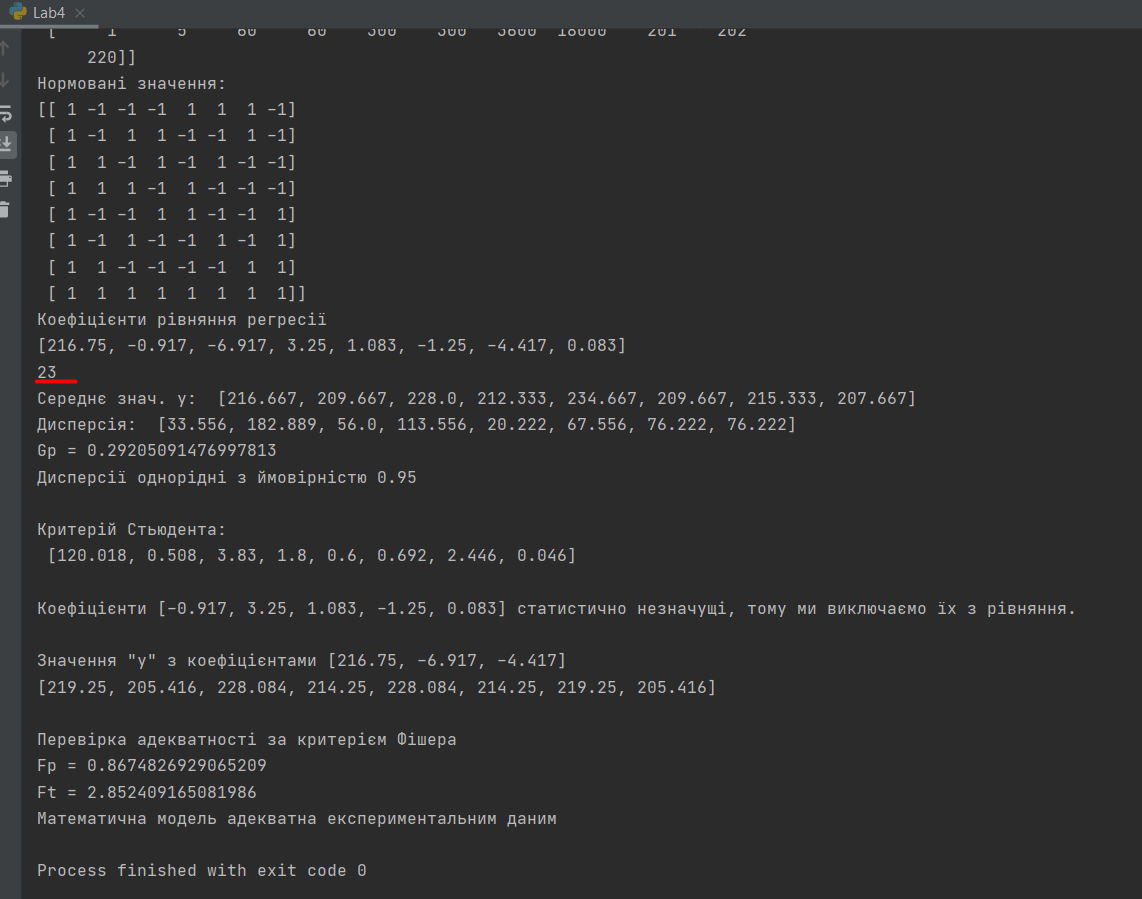 Lab4
[ 1 5 60 60 300 300 3600 18000 201 202
220]]
Нормовані значення:
[[ 1 -1 -1 -1 1 1 1 -1]
[ 1 -1 1 1 -1 -1 1 -1]
[ 1 1 -1 1 -1 1 -1 -1]
[ 1 1 1 -1 1 -1 -1 -1]
[ 1 -1 -1 1 1 -1 -1 1]
[ 1 -1 1 -1 -1 1 -1 1]
[ 1 1 -1 -1 -1 -1 1 1]
[ 1 1 1 1 1 1 1 1]]
Коефіцієнти рівняння регресії
[216.75, -0.917, -6.917, 3.25, 1.083, -1.25, -4.417, 0.083]
23
Середнє знач. y: [216.667, 209.667, 228.0, 212.333, 234.667, 209.667, 215.333, 207.667]
Дисперсія: [33.556, 182.889, 56.0, 113.556, 20.222, 67.556, 76.222, 76.222]
Gp = 0.29205091476997813
Дисперсії однорідні з ймовірністю 0.95
Критерій Стьюдента:
[120.018, 0.508, 3.83, 1.8, 0.6, 0.692, 2.446, 0.046]
Коефіцієнти [-0.917, 3.25, 1.083, -1.25, 0.083] статистично незначущі, тому ми виключаємо їх з рівняння.
Значення "y" з коефіцієнтами [216.75, -6.917, -4.417]
[219.25, 205.416, 228.084, 214.25, 228.084, 214.25, 219.25, 205.416]
Перевірка адекватності за критерієм Фішера
Fp = 0.8674826929065209
Ft = 2.852409165081986
Математична модель адекватна експериментальним даним
Process finished with exit code 0